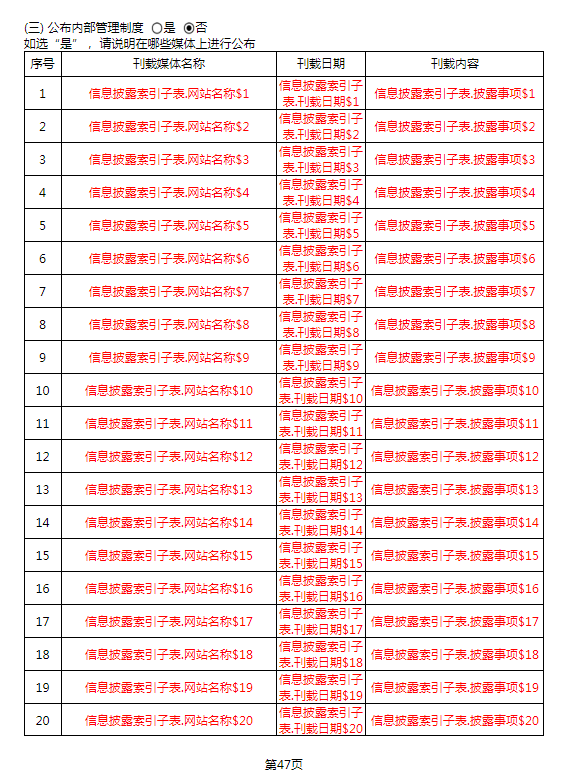 (三) 公布内部管理制度 ○是 ◉否
如选“是”，请说明在哪些媒体上进行公布
序号 刊载媒体名称 刊载日期 刊载内容
1 信息披露索引子表.网站名称$1 信息披露索引子表.刊载日期$1 信息披露索引子表.披露事项$1
2 信息披露索引子表.网站名称$2 信息披露索引子表.刊载日期$2 信息披露索引子表.披露事项$2
3 信息披露索引子表.网站名称$3 信息披露索引子表.刊载日期$3 信息披露索引子表.披露事项$3
4 信息披露索引子表.网站名称$4 信息披露索引子表.刊载日期$4 信息披露索引子表.披露事项$4
5 信息披露索引子表.网站名称$5 信息披露索引子表.刊载日期$5 信息披露索引子表.披露事项$5
6 信息披露索引子表.网站名称$6 信息披露索引子表.刊载日期$6 信息披露索引子表.披露事项$6
7 信息披露索引子表.网站名称$7 信息披露索引子表.刊载日期$7 信息披露索引子表.披露事项$7
8 信息披露索引子表.网站名称$8 信息披露索引子表.刊载日期$8 信息披露索引子表.披露事项$8
9 信息披露索引子表.网站名称$9 信息披露索引子表.刊载日期$9 信息披露索引子表.披露事项$9
10 信息披露索引子表.网站名称$10 信息披露索引子表.刊载日期$10 信息披露索引子表.披露事项$10
11 信息披露索引子表.网站名称$11 信息披露索引子表.刊载日期$11 信息披露索引子表.披露事项$11
12 信息披露索引子表.网站名称$12 信息披露索引子表.刊载日期$12 信息披露索引子表.披露事项$12
13 信息披露索引子表.网站名称$13 信息披露索引子表.刊载日期$13 信息披露索引子表.披露事项$13
14 信息披露索引子表.网站名称$14 信息披露索引子表.刊载日期$14 信息披露索引子表.披露事项$14
15 信息披露索引子表.网站名称$15 信息披露索引子表.刊载日期$15 信息披露索引子表.披露事项$15
16 信息披露索引子表.网站名称$16 信息披露索引子表.刊载日期$16 信息披露索引子表.披露事项$16
17 信息披露索引子表.网站名称$17 信息披露索引子表.刊载日期$17 信息披露索引子表.披露事项$17
18 信息披露索引子表.网站名称$18 信息披露索引子表.刊载日期$18 信息披露索引子表.披露事项$18
19 信息披露索引子表.网站名称$19 信息披露索引子表.刊载日期$19 信息披露索引子表.披露事项$19
20 信息披露索引子表.网站名称$20 信息披露索引子表.刊载日期$20 信息披露索引子表.披露事项$20
第47页